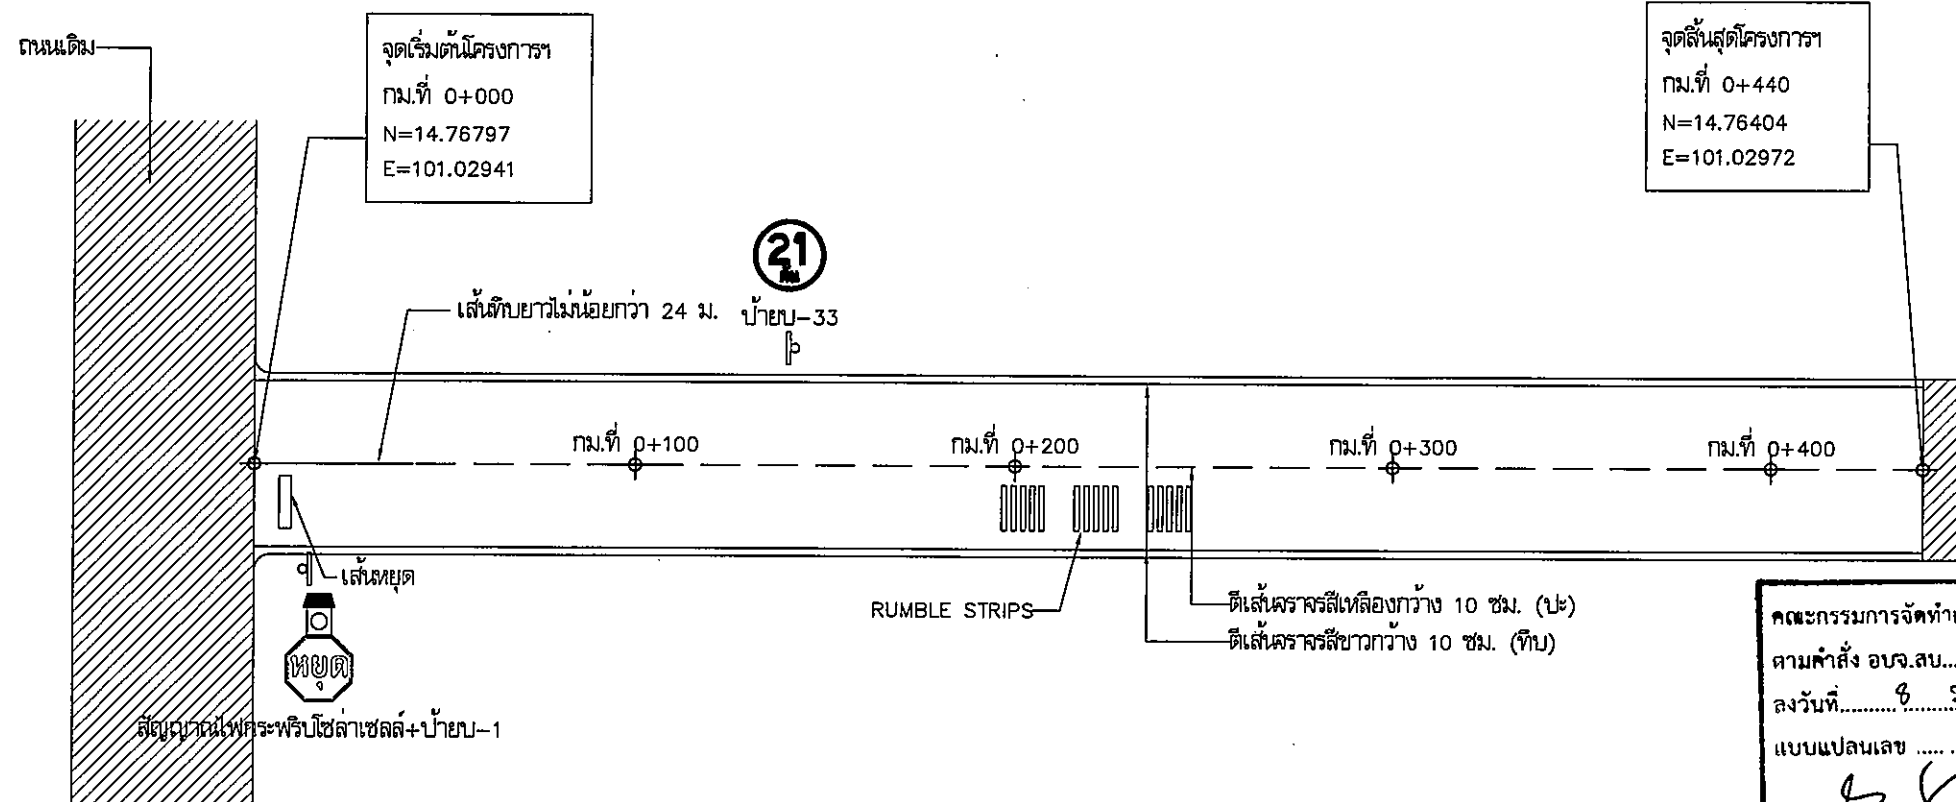 ถนนเดิม
จุดเริ่มต้นโครงการฯ
กม.ที่ 0+000
N=14.76797
E=101.02941
จุดสิ้นสุดโครงการฯ
กม.ที่ 0+440
N=14.76404
E=101.02972
21
ตัน
เส้นทึบยาวไม่น้อยกว่า 24 ม.
ป้ายบ-33
กม.ที่ 0+100
กม.ที่ 0+200
กม.ที่ 0+300
กม.ที่ 0+400
เส้นหยุด
RUMBLE STRIPS
ตีเส้นจราจรสีเหลืองกว้าง 10 ซม. (ปะ)
ตีเส้นจราจรสีขาวกว้าง 10 ซม. (ทึบ)
หยุด
สัญญาณไฟกระพริบโซล่าเซลล์+ป้ายบ-1
คณะกรรมการจัดทำ
ตามคำสั่ง อบจ.สบ...
ลงวันที่..........8..........
แบบแปลนเลข .....